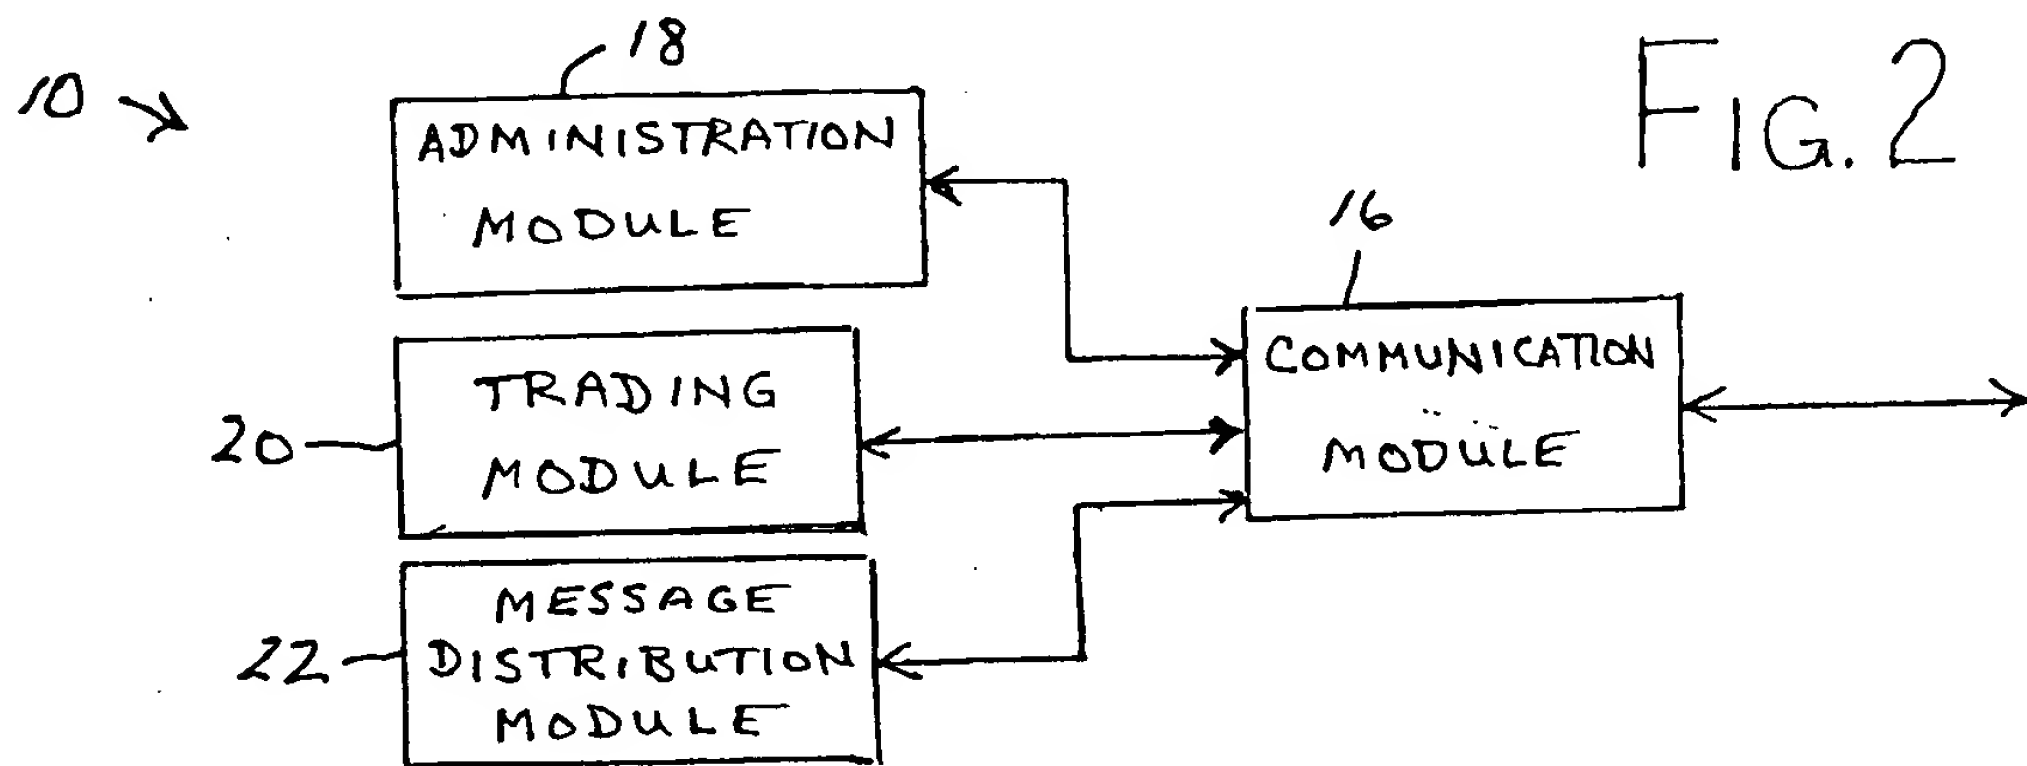 10
18
FIG. 2
ADMINISTRATION
MODULE
16
COMMUNICATION
MODULE
20
TRADING
MODULE
22
MESSAGE
DISTRIBUTION
MODULE